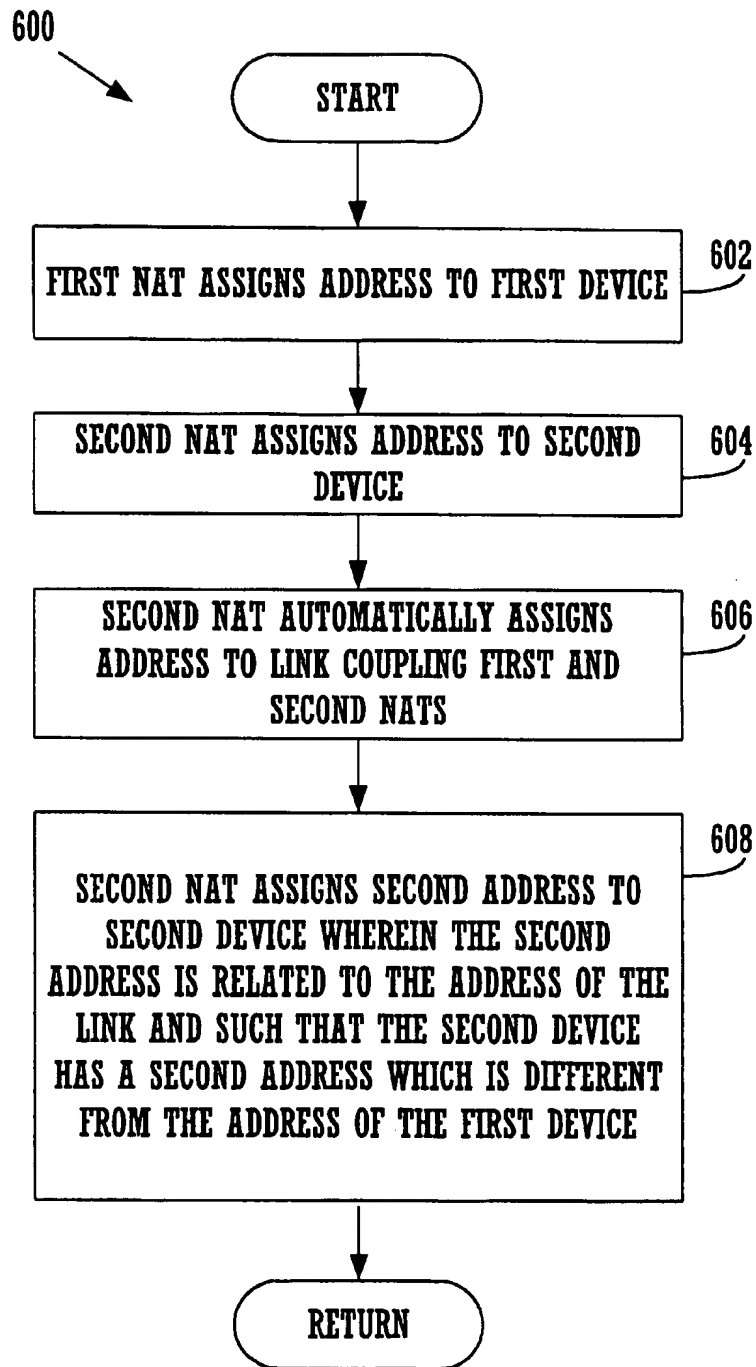 600
START
FIRST NAT ASSIGNS ADDRESS TO FIRST DEVICE
602
SECOND NAT ASSIGNS ADDRESS TO SECOND
DEVICE
604
SECOND NAT AUTOMATICALLY ASSIGNS
ADDRESS TO LINK COUPLING FIRST AND
SECOND NATS
606
SECOND NAT ASSIGNS SECOND ADDRESS TO
SECOND DEVICE WHEREIN THE SECOND
ADDRESS IS RELATED TO THE ADDRESS OF THE
LINK AND SUCH THAT THE SECOND DEVICE
HAS A SECOND ADDRESS WHICH IS DIFFERENT
FROM THE ADDRESS OF THE FIRST DEVICE
608
RETURN